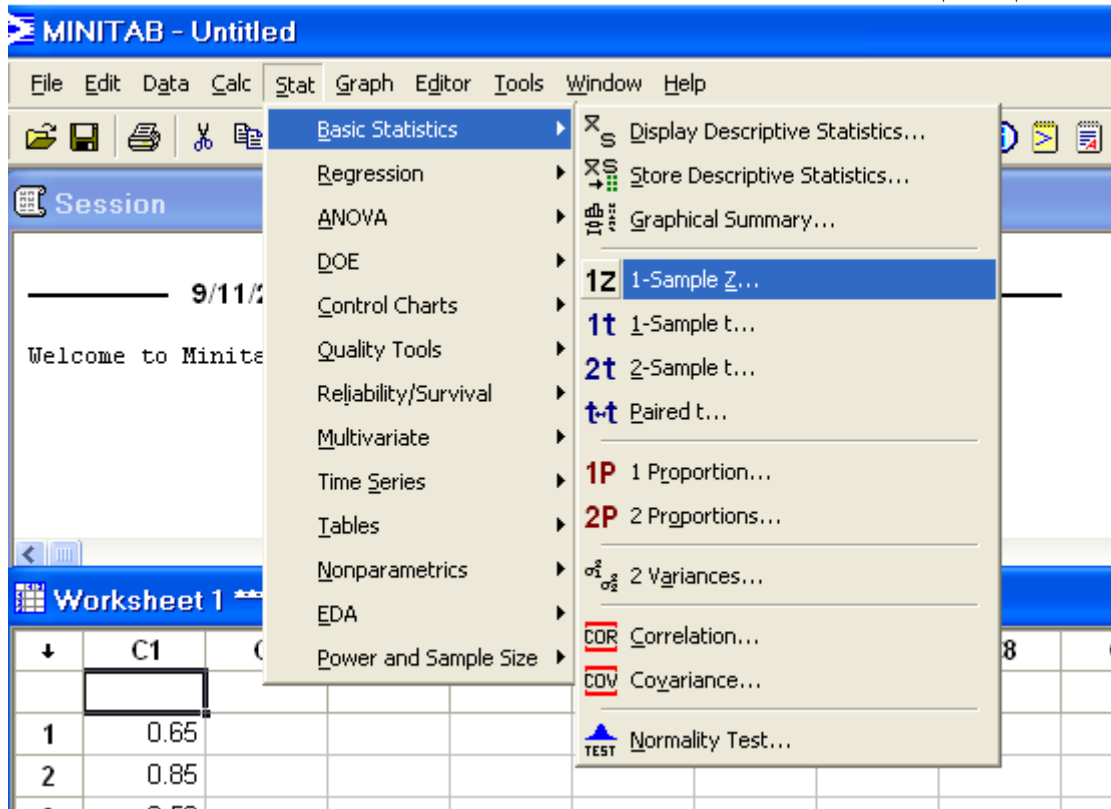 MINITAB - Untitled
File Edit Data Calc Stat Graph Editor Tools Window Help
Basic Statistics
Regression
ANOVA
DOE
Control Charts
Quality Tools
Reliability/Survival
Multivariate
Time Series
Tables
Nonparametrics
EDA
Power and Sample Size
X S Display Descriptive Statistics...
XS Store Descriptive Statistics...
Graphical Summary...
1Z 1-Sample Z...
1t 1-Sample t...
2t 2-Sample t...
t-t Paired t...
1P 1 Proportion...
2P 2 Proportions...
σ²₁ σ²₂ 2 Variances...
COR Correlation...
COV Covariance...
TEST Normality Test...
Session
9/11/2
Welcome to Minita
Worksheet 1 ***
C1
1 0.65
2 0.85